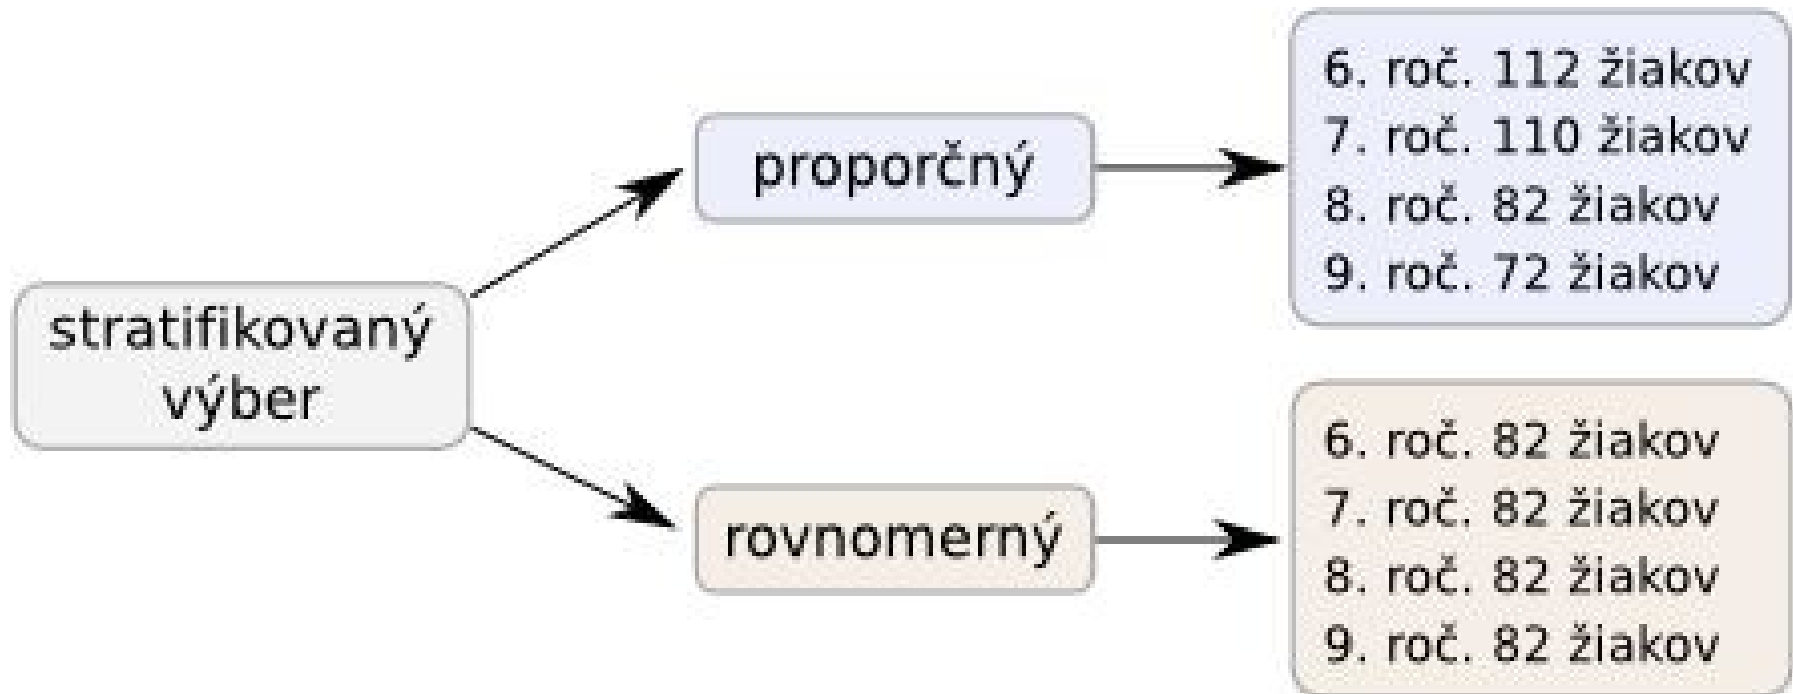 stratifikovaný
výber
proporčný
6. roč. 112 žiakov
7. roč. 110 žiakov
8. roč. 82 žiakov
9. roč. 72 žiakov
rovnomerný
6. roč. 82 žiakov
7. roč. 82 žiakov
8. roč. 82 žiakov
9. roč. 82 žiakov